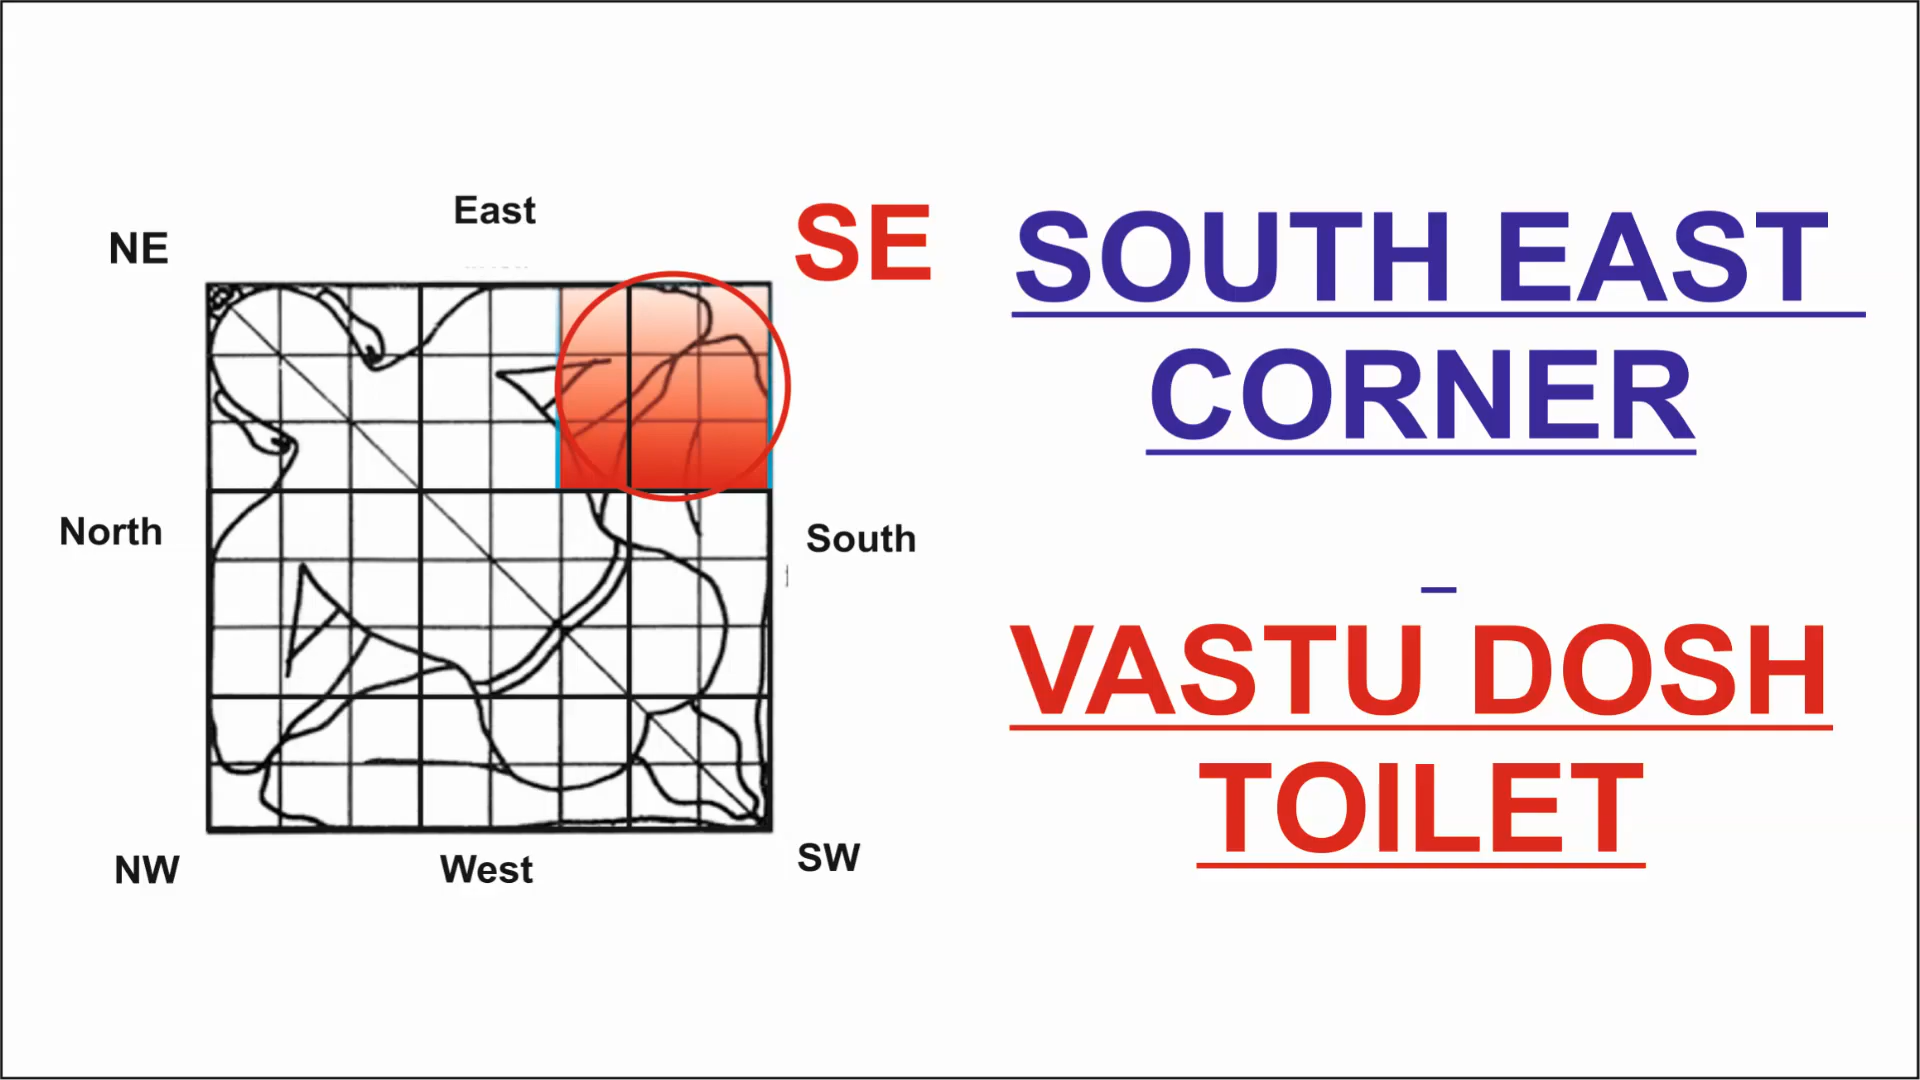 East
NE
SE
North
South
NW
West
SW
SOUTH EAST
CORNER
–
VASTU DOSH
TOILET